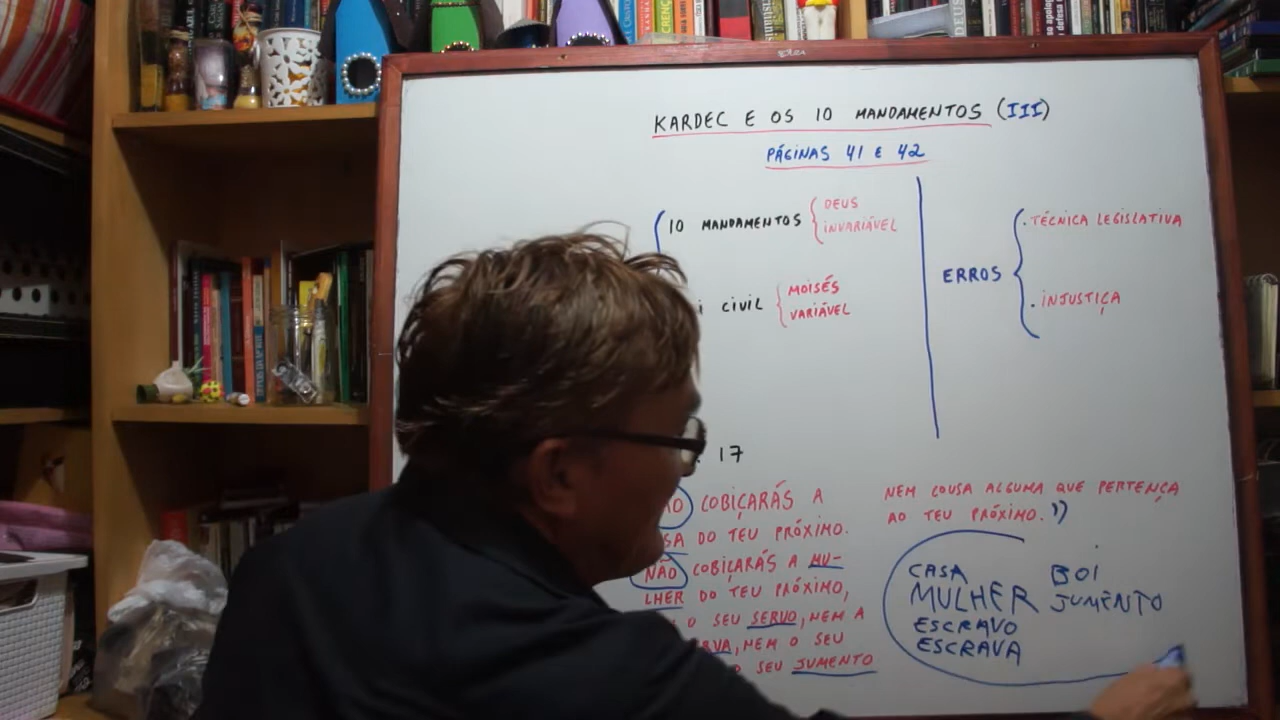 KARDEC E OS 10 MANDAMENTOS (III)
PÁGINAS 41 E 42
10 MANDAMENTOS
DEUS
INVARIÁVEL
CIVIL
MOISÉS
VARIÁVEL
ERROS
. TÉCNICA LEGISLATIVA
. INJUSTIÇA
17
COBIÇARÁS A
DO TEU PRÓXIMO.
NÃO COBIÇARÁS A MU-
LHER DO TEU PRÓXIMO,
O SEU SERVO, NEM A
NEM O SEU
O SEU JUMENTO
NEM COUSA ALGUMA QUE PERTENÇA
AO TEU PRÓXIMO."
CASA
MULHER
ESCRAVO
ESCRAVA
BOI
JUMENTO